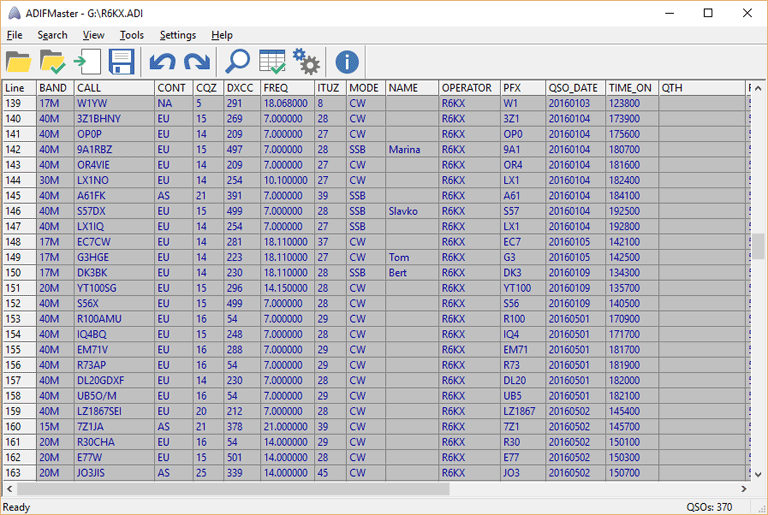 ADIFMaster - G:\R6KX.ADI
File Search View Tools Settings Help
Line BAND CALL CONT CQZ DXCC FREQ ITUZ MODE NAME OPERATOR PFX QSO_DATE TIME_ON QTH
139 17M W1YW NA 5 291 18.068000 8 CW R6KX W1 20160103 123800
140 40M 3Z1BHNY EU 15 269 7.000000 28 CW R6KX 3Z1 20160104 173900
141 40M OP0P EU 14 209 7.000000 27 CW R6KX OP0 20160104 175600
142 40M 9A1RBZ EU 15 497 7.000000 28 SSB Marina R6KX 9A1 20160104 180700
143 40M OR4VIE EU 14 209 7.000000 27 CW R6KX OR4 20160104 181600
144 30M LX1NO EU 14 254 10.100000 27 CW R6KX LX1 20160104 182400
145 40M A61FK AS 21 391 7.000000 39 SSB R6KX A61 20160104 184100
146 40M S57DX EU 15 499 7.000000 28 SSB Slavko R6KX S57 20160104 192500
147 40M LX1IQ EU 14 254 7.000000 27 SSB R6KX LX1 20160104 192800
148 17M EC7CW EU 14 281 18.110000 37 CW R6KX EC7 20160105 142100
149 17M G3HGE EU 14 223 18.110000 27 CW Tom R6KX G3 20160105 142500
150 17M DK3BK EU 14 230 18.110000 28 SSB Bert R6KX DK3 20160109 134300
151 20M YT100SG EU 15 296 14.150000 28 CW R6KX YT100 20160109 135700
152 40M S56X EU 15 499 7.000000 28 CW R6KX S56 20160109 140500
153 40M R100AMU EU 16 54 7.000000 29 CW R6KX R100 20160501 170900
154 40M IQ4BQ EU 15 248 7.000000 28 CW R6KX IQ4 20160501 171700
155 40M EM71V EU 16 288 7.000000 29 CW R6KX EM71 20160501 181700
156 40M R73AP EU 16 54 7.000000 29 CW R6KX R73 20160501 181900
157 40M DL20GDXF EU 14 230 7.000000 28 CW R6KX DL20 20160501 182000
158 40M UB5O/M EU 16 54 7.000000 29 CW R6KX UB5 20160501 182100
159 40M LZ1867SEI EU 20 212 7.000000 28 CW R6KX LZ1867 20160502 145400
160 15M 7Z1JA AS 21 378 21.000000 39 CW R6KX 7Z1 20160502 145700
161 20M R30CHA EU 16 54 14.000000 29 CW R6KX R30 20160502 150100
162 20M E77W EU 15 501 14.000000 28 CW R6KX E77 20160502 150300
163 20M JO3JIS AS 25 339 14.000000 45 CW R6KX JO3 20160502 150700
Ready QSOs: 370